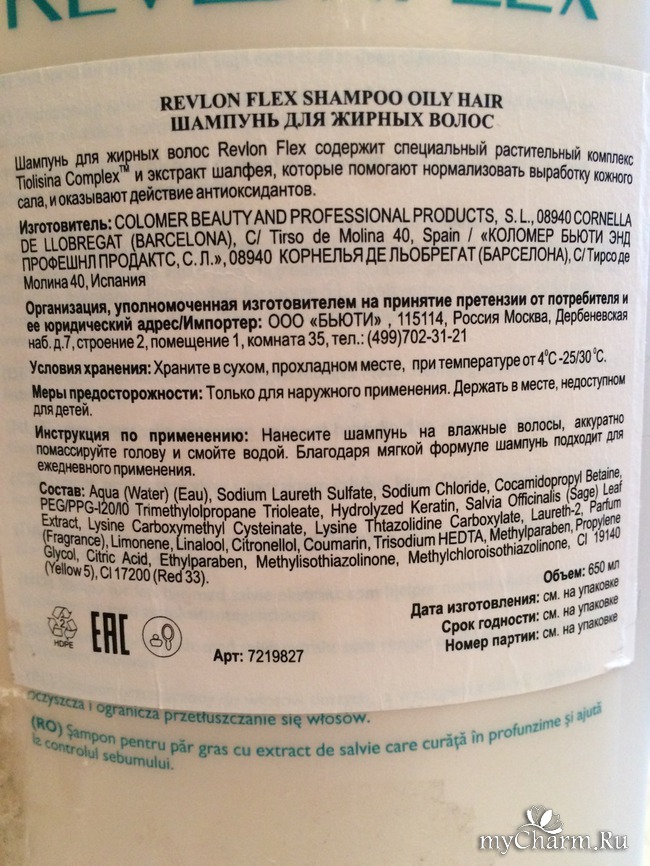 REVLON FLEX
REVLON FLEX SHAMPOO OILY HAIR
ШАМПУНЬ ДЛЯ ЖИРНЫХ ВОЛОС
Шампунь для жирных волос Revlon Flex содержит специальный растительный комплекс
Tiolisina Complex™ и экстракт шалфея, которые помогают нормализовать выработку кожного
сала, и оказывают действие антиоксидантов.
Изготовитель: COLOMER BEAUTY AND PROFESSIONAL PRODUCTS, S.L., 08940 CORNELLA
DE LLOBREGAT (BARCELONA), C/ Tirso de Molina 40, Spain / «КОЛОМЕР БЬЮТИ ЭНД
ПРОФЕШНЛ ПРОДАКТС, С.Л.», 08940 КОРНЕЛЬЯ ДЕ ЛЬОБРЕГАТ (БАРСЕЛОНА), С/ Тирсо де
Молина 40, Испания
Организация, уполномоченная изготовителем на принятие претензии от потребителя и
ее юридический адрес/Импортер: ООО «БЬЮТИ» , 115114, Россия Москва, Дербеневская
наб. д.7, строение 2, помещение 1, комната 35, тел.: (499)702-31-21
Условия хранения: Храните в сухом, прохладном месте, при температуре от 4°C -25/30 °C.
Меры предосторожности: Только для наружного применения. Держать в месте, недоступном
для детей.
Инструкция по применению: Нанесите шампунь на влажные волосы, аккуратно
помассируйте голову и смойте водой. Благодаря мягкой формуле шампунь подходит для
ежедневного применения.
Состав: Aqua (Water) (Eau), Sodium Laureth Sulfate, Sodium Chloride, Cocamidopropyl Betaine,
PEG/PPG-I20/I0 Trimethylolpropane Trioleate, Hydrolyzed Keratin, Salvia Officinalis (Sage) Leaf
Extract, Lysine Carboxymethyl Cysteinate, Lysine Thtazolidine Carboxylate, Laureth-2, Parfum
(Fragrance), Limonene, Linalool, Citronellol, Coumarin, Trisodium HEDTA, Methylparaben, Propylene
Glycol, Citric Acid, Ethylparaben, Methylisothiazolinone, Methylchloroisothiazolinone, CI 19140
(Yellow 5), CI 17200 (Red 33).
Объем: 650 мл
Дата изготовления: см. на упаковке
Срок годности: см. на упаковке
Номер партии: см. на упаковке
2
HDPE
EAC
Арт: 7219827
oczyszcza i ogranicza przetłuszczanie się włosów.
(RO) Şampon pentru păr gras cu extract de salvie care curăță în profunzime și ajută
la controlul sebumului.
myCharm.Ru